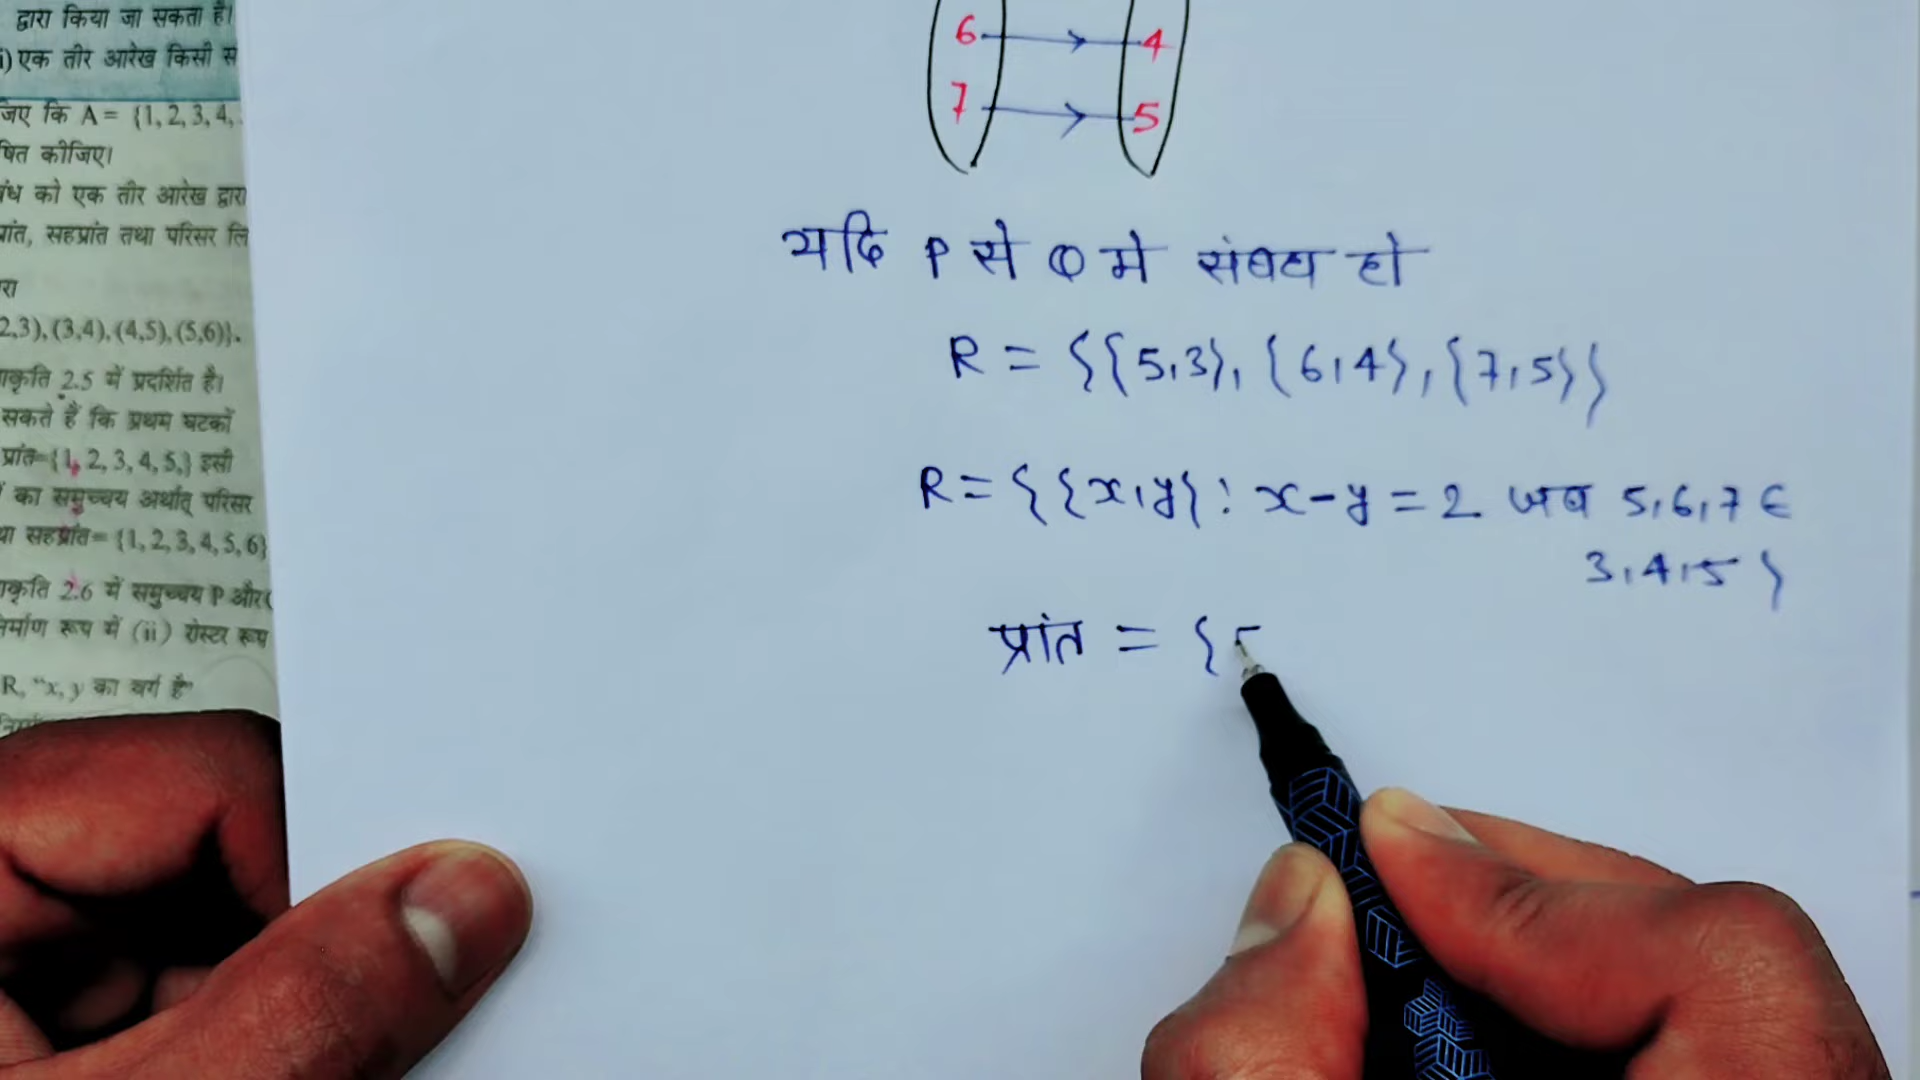 द्वारा किया जा सकता है।
i) एक तीर आरेख किसी स
जिए कि A = {1, 2, 3, 4,
षित कीजिए।
बंध को एक तीर आरेख द्वारा
प्रांत, सहप्रांत तथा परिसर लि
रा
2,3), (3,4), (4,5), (5,6)}.
ाकृति 2.5 में प्रदर्शित है।
सकते हैं कि प्रथम घटकों
प्रांत={1, 2, 3, 4, 5,} इसी
का समुच्चय अर्थात् परिसर
था सहप्रांत= {1, 2, 3, 4, 5, 6}
ाकृति 2.6 में समुच्चय P और
नर्माण रूप में (ii) रोस्टर रूप
R, “x, y का वर्ग है”
6 4
7 5
यदि P से Q मे संबंध हो
R = {{5,3}, {6,4}, {7,5}}
R = {{x,y} : x-y = 2 जब 5,6,7 ∈
3,4,5 }
प्रांत = {5